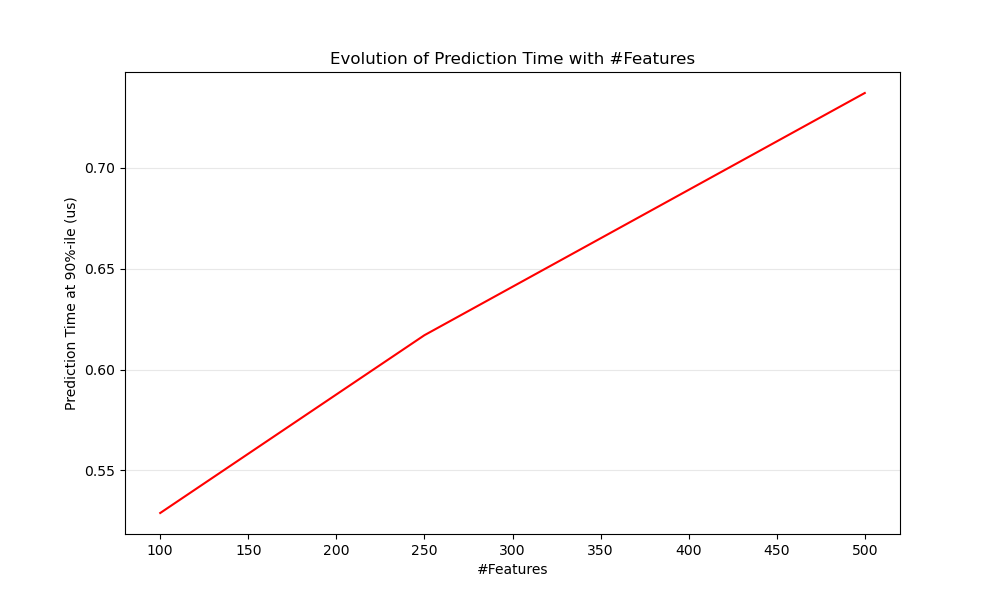 Evolution of Prediction Time with #Features
Prediction Time at 90%-ile (us)
0.70
0.65
0.60
0.55
100 150 200 250 300 350 400 450 500
#Features